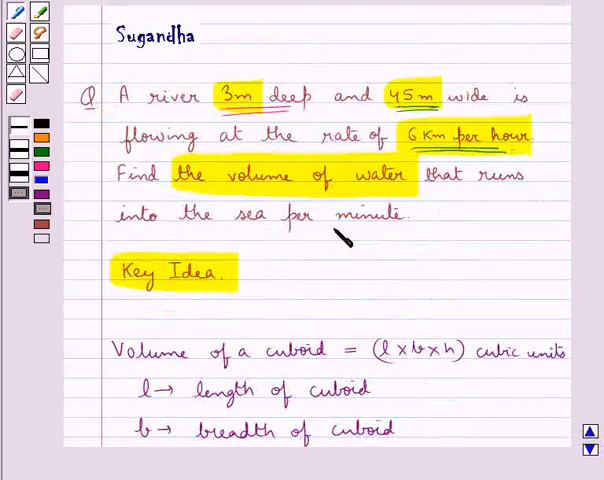 Sugandha
Q A river 3m deep and 45m wide is
flowing at the rate of 6 Km per hour.
Find the volume of water that runs
into the sea per minute.
Key Idea.
Volume of a cuboid = (l × b × h) cubic units
l → length of cuboid
b → breadth of cuboid